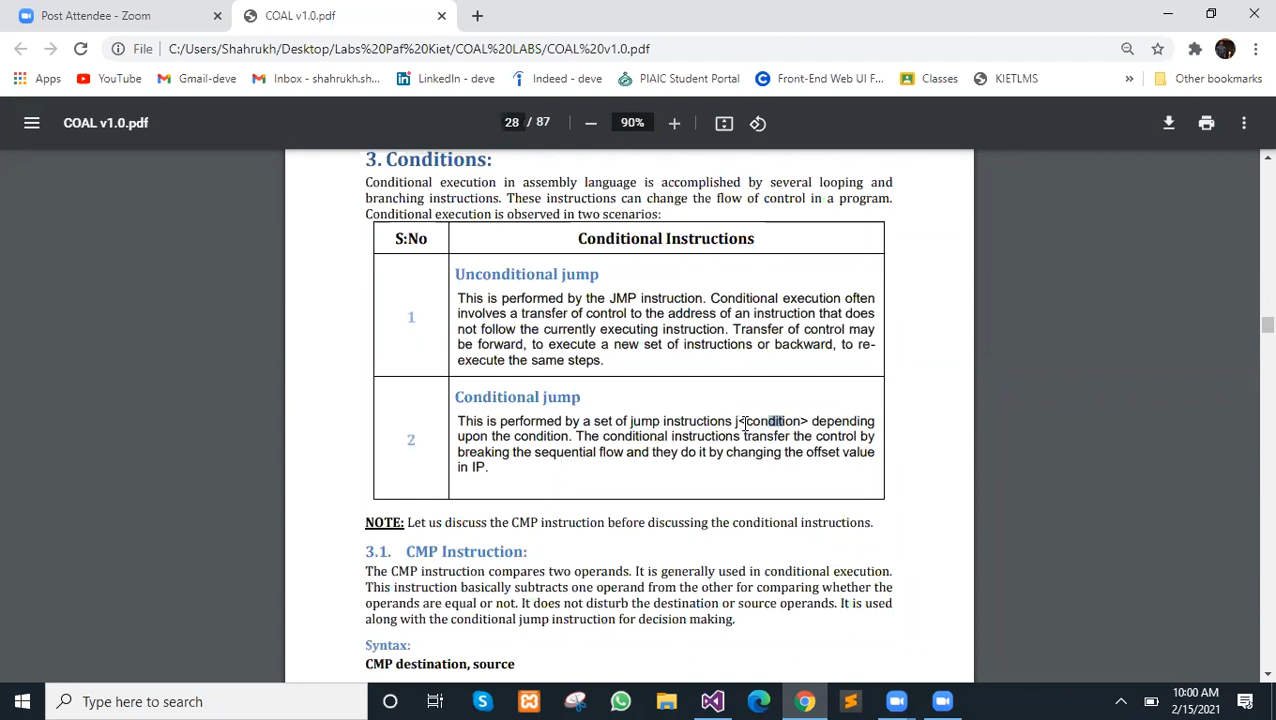 Post Attendee - Zoom
COAL v1.0.pdf
File C:/Users/Shahrukh/Desktop/Labs%20Paf%20Kiet/COAL%20LABS/COAL%20v1.0.pdf
Apps YouTube Gmail-deve Inbox - shahrukh.sh... LinkedIn - deve Indeed - deve PIAIC Student Portal Front-End Web UI F... Classes KIETLMS » Other bookmarks
COAL v1.0.pdf 28 / 87 90%
3. Conditions:
Conditional execution in assembly language is accomplished by several looping and
branching instructions. These instructions can change the flow of control in a program.
Conditional execution is observed in two scenarios:
S:No Conditional Instructions
Unconditional jump
1
This is performed by the JMP instruction. Conditional execution often
involves a transfer of control to the address of an instruction that does
not follow the currently executing instruction. Transfer of control may
be forward, to execute a new set of instructions or backward, to re-
execute the same steps.
Conditional jump
2
This is performed by a set of jump instructions j<condition> depending
upon the condition. The conditional instructions transfer the control by
breaking the sequential flow and they do it by changing the offset value
in IP.
NOTE: Let us discuss the CMP instruction before discussing the conditional instructions.
3.1. CMP Instruction:
The CMP instruction compares two operands. It is generally used in conditional execution.
This instruction basically subtracts one operand from the other for comparing whether the
operands are equal or not. It does not disturb the destination or source operands. It is used
along with the conditional jump instruction for decision making.
Syntax:
CMP destination, source
Type here to search
10:00 AM
2/15/2021